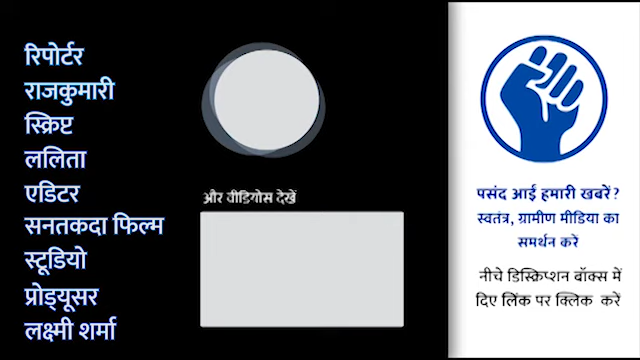 रिपोर्टर
राजकुमारी
स्क्रिप्ट
ललिता
एडिटर
सनतकदा फिल्म
स्टूडियो
प्रोड्यूसर
लक्ष्मी शर्मा
और वीडियोस देखें
पसंद आई हमारी खबरें?
स्वतंत्र, ग्रामीण मीडिया का
समर्थन करें
नीचे डिस्क्रिप्शन बॉक्स में
दिए लिंक पर क्लिक करें